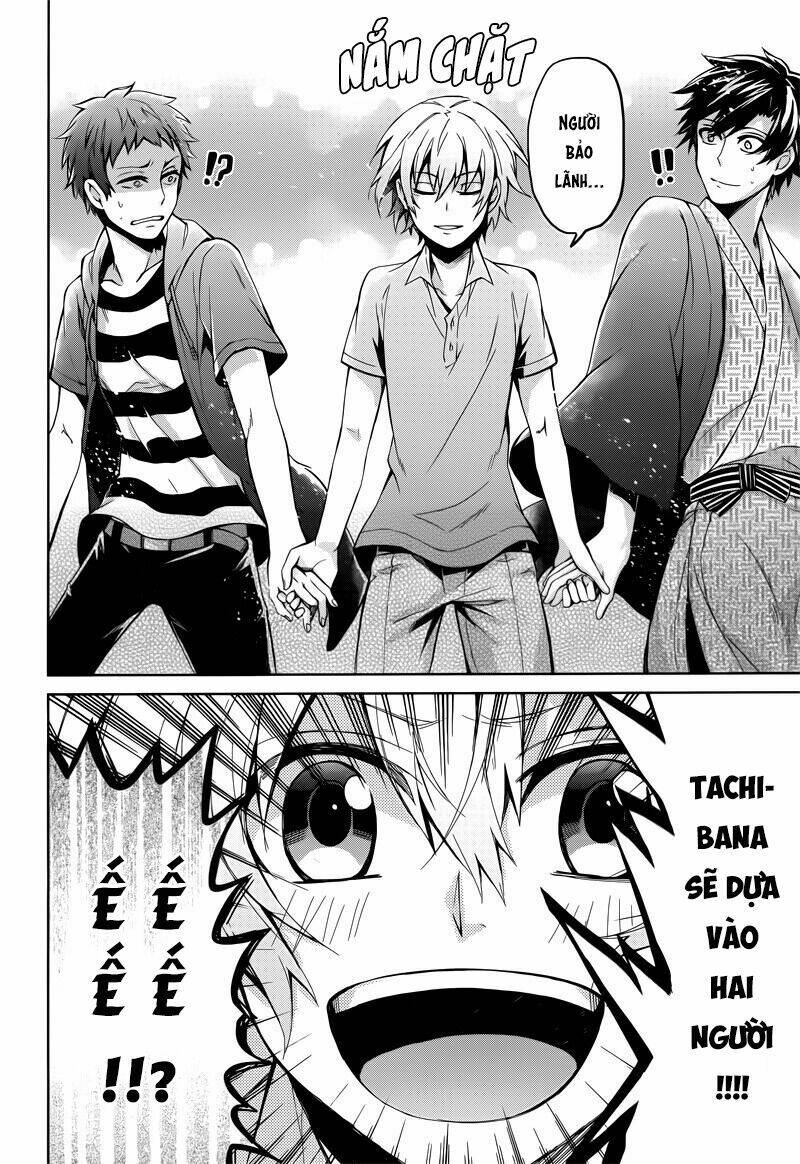 NẮM CHẶT
NGƯỜI
BẢO
LÃNH...
!?
!!
TACHI-
BANA
SẼ DỰA
VÀO
HAI
NGƯỜI
!!!!
Ế Ế
Ế Ế
!!?